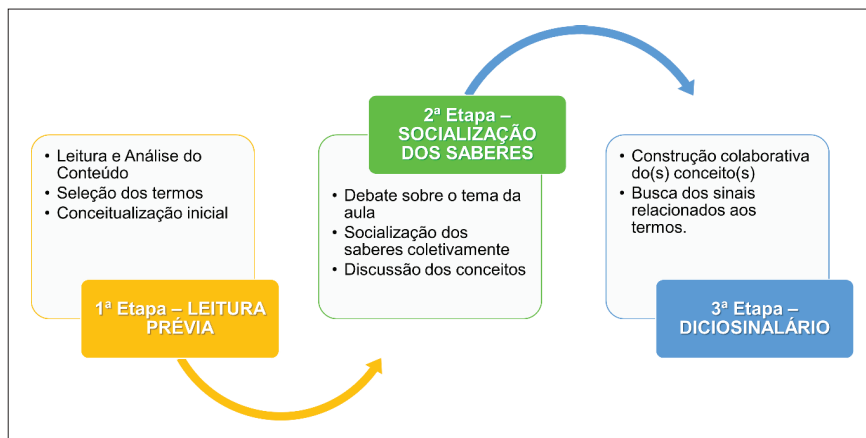 • Leitura e Análise do
Conteúdo
• Seleção dos termos
• Conceitualização inicial
1ª Etapa – LEITURA
PRÉVIA
2ª Etapa –
SOCIALIZAÇÃO
DOS SABERES
• Debate sobre o tema da
aula
• Socialização dos
saberes coletivamente
• Discussão dos conceitos
• Construção colaborativa
do(s) conceito(s)
• Busca dos sinais
relacionados aos
termos.
3ª Etapa –
DICIOSINALÁRIO